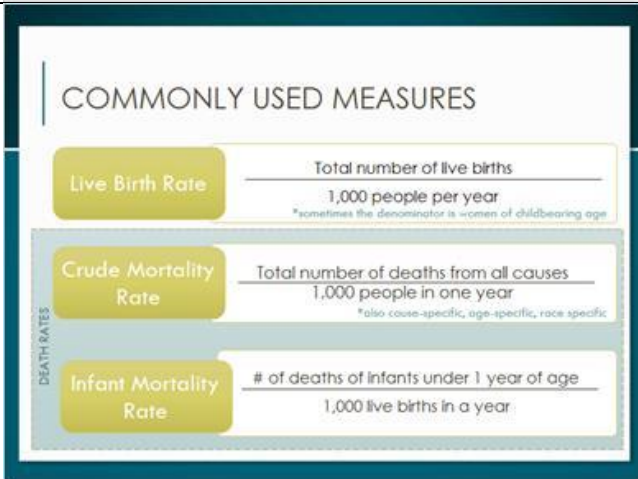 COMMONLY USED MEASURES
Live Birth Rate
Total number of live births
1,000 people per year
*sometimes the denominator is women of childbearing age
DEATH RATES
Crude Mortality
Rate
Total number of deaths from all causes
1,000 people in one year
*also cause-specific, age-specific, race specific
Infant Mortality
Rate
# of deaths of infants under 1 year of age
1,000 live births in a year